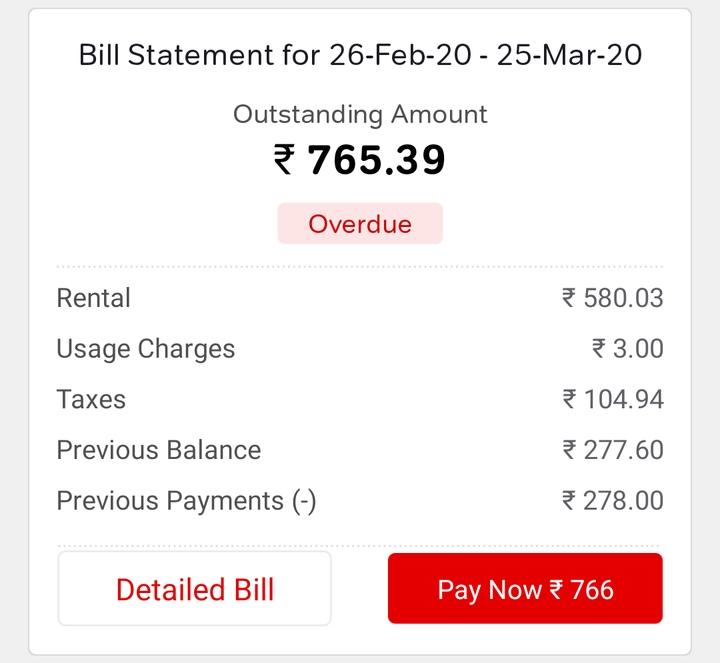 Bill Statement for 26-Feb-20 - 25-Mar-20
Outstanding Amount
₹ 765.39
Overdue
Rental ₹ 580.03
Usage Charges ₹ 3.00
Taxes ₹ 104.94
Previous Balance ₹ 277.60
Previous Payments (-) ₹ 278.00
Detailed Bill Pay Now ₹ 766